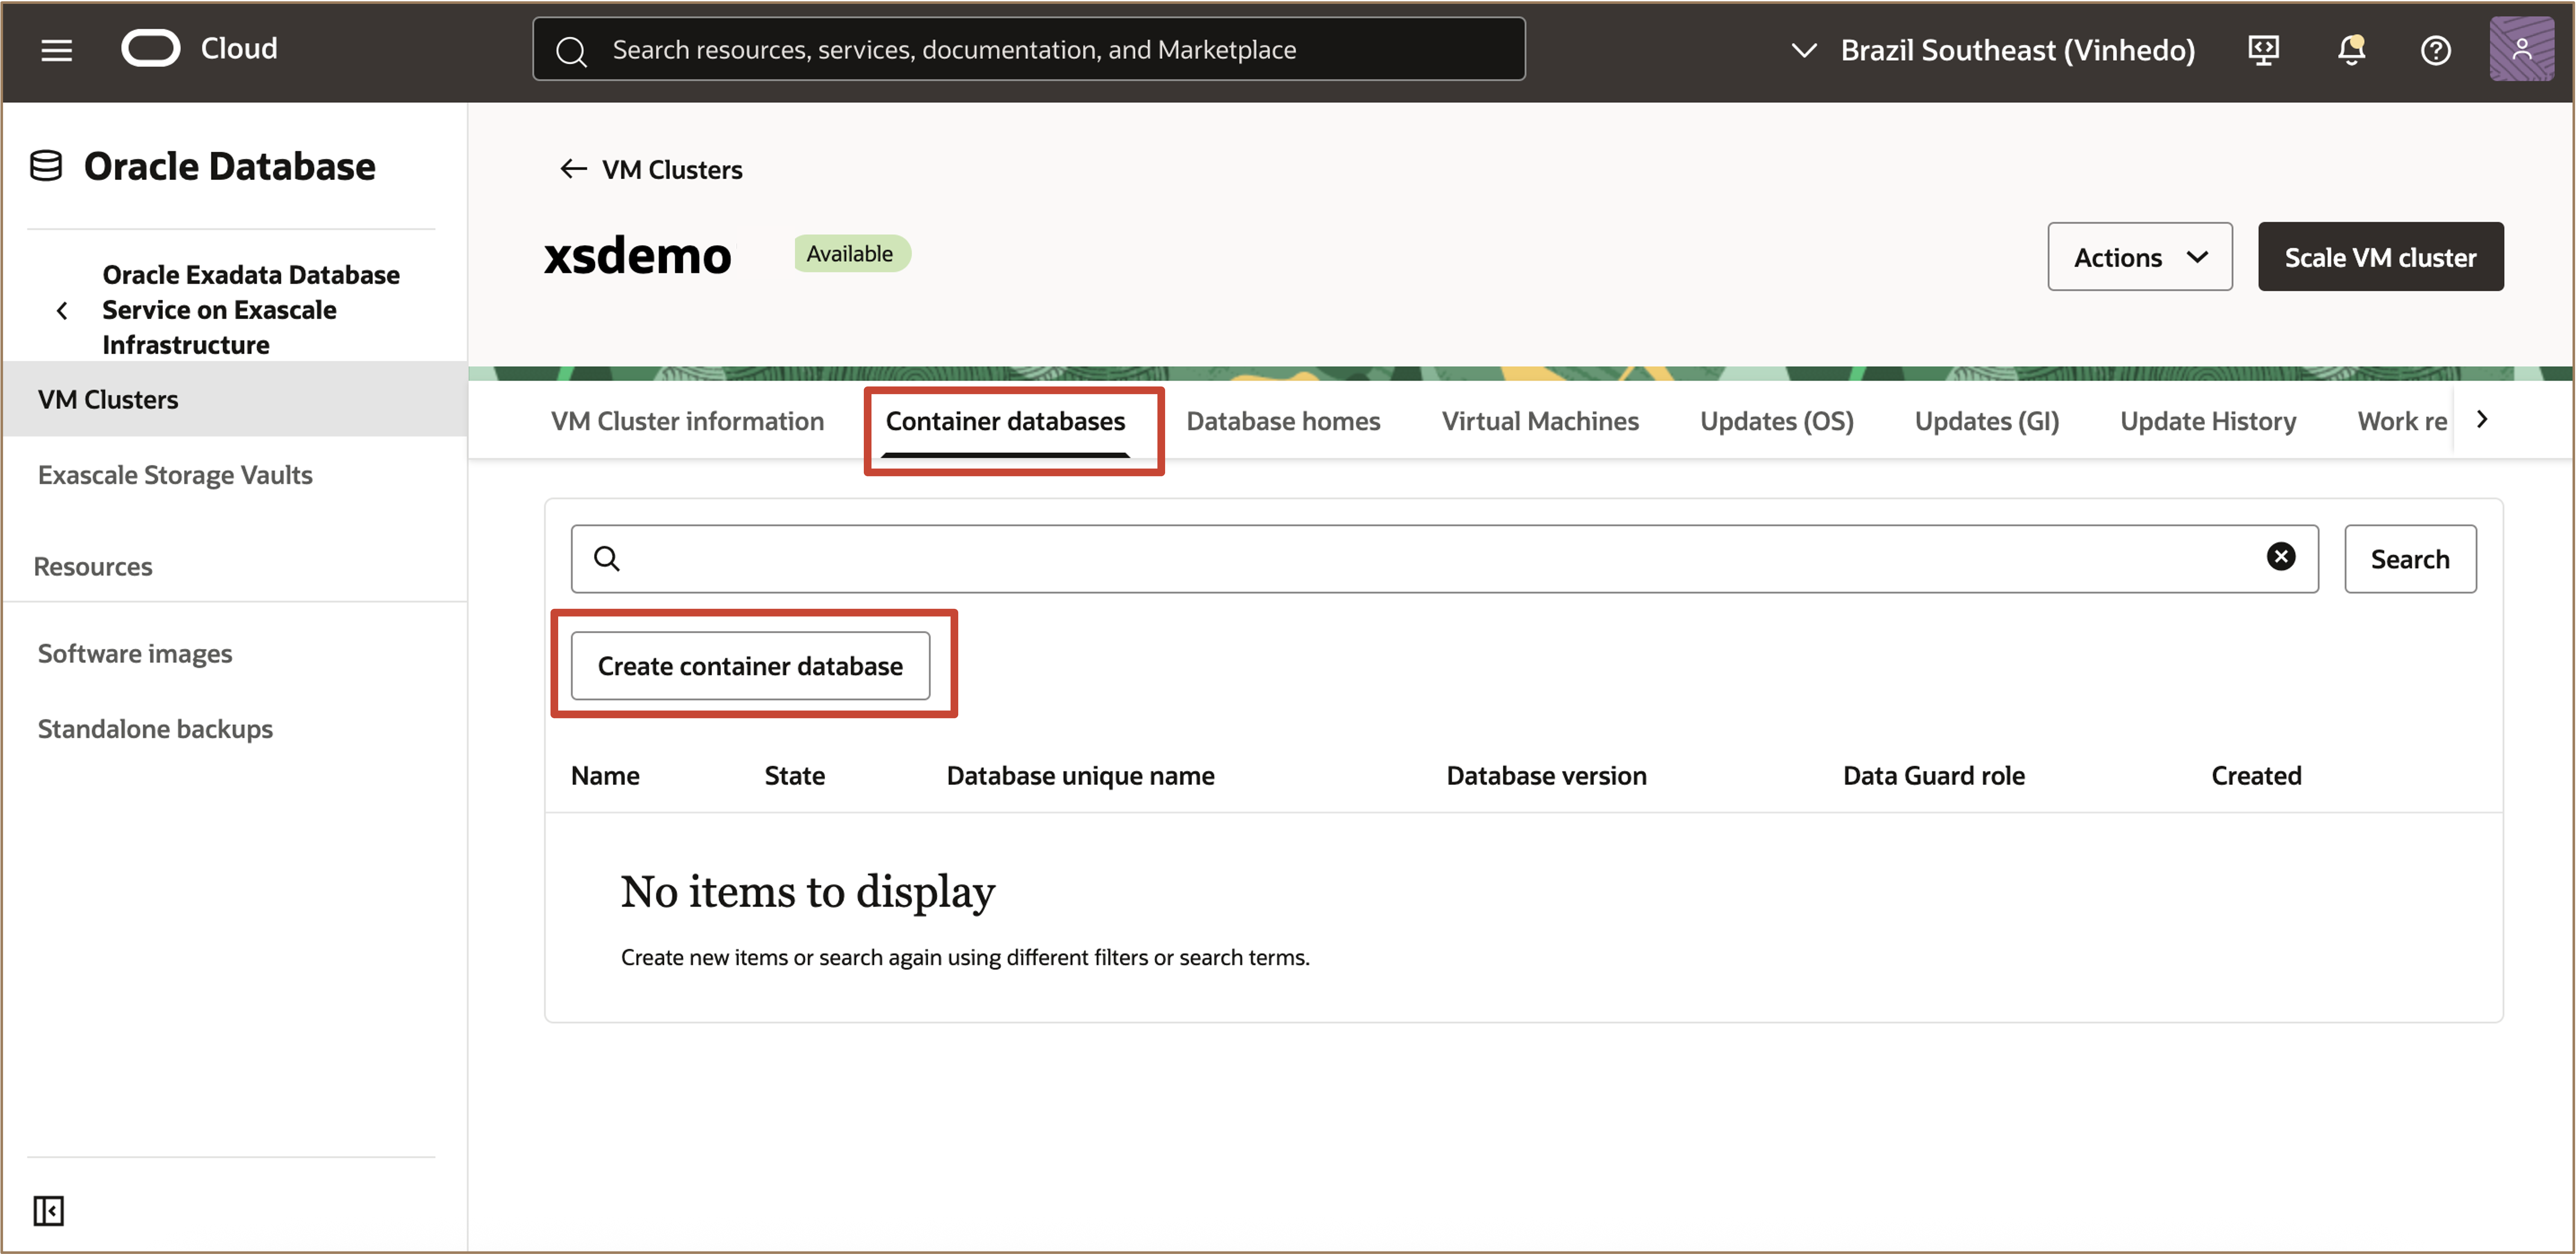 Cloud
Search resources, services, documentation, and Marketplace
Brazil Southeast (Vinhedo)
Oracle Database
Oracle Exadata Database
Service on Exascale
Infrastructure
VM Clusters
Exascale Storage Vaults
Resources
Software images
Standalone backups
VM Clusters
xsdemo
Available
Actions
Scale VM cluster
VM Cluster information
Container databases
Database homes
Virtual Machines
Updates (OS)
Updates (GI)
Update History
Work re
Search
Create container database
Name
State
Database unique name
Database version
Data Guard role
Created
No items to display
Create new items or search again using different filters or search terms.